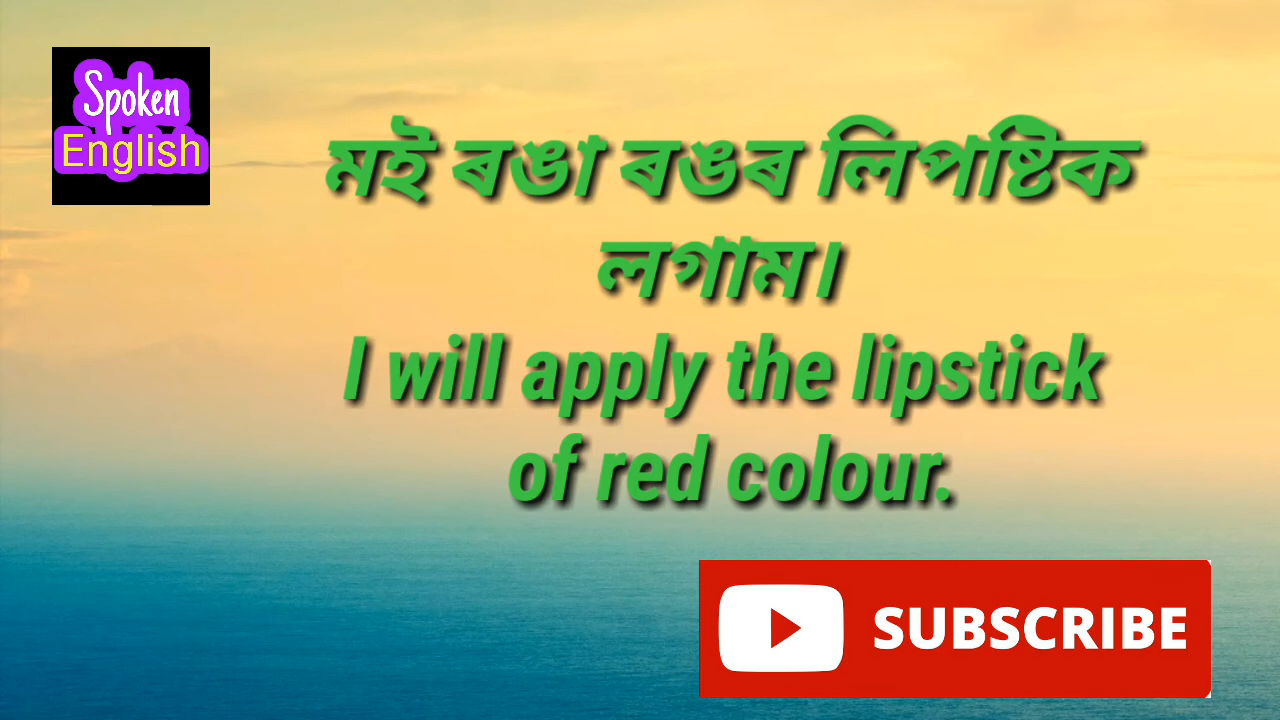 Spoken
English
মই ৰঙা ৰঙৰ লিপষ্টিক
লগাম।
I will apply the lipstick
of red colour.
SUBSCRIBE